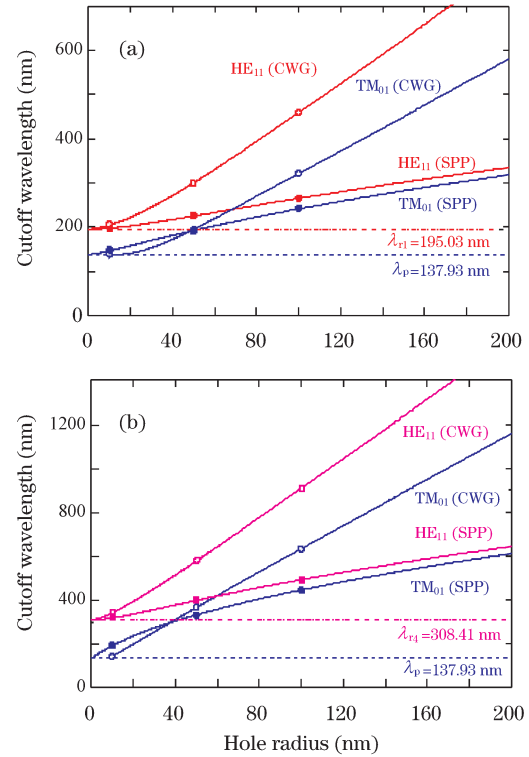 600
(a)
HE₁₁ (CWG)
TM₀₁ (CWG)
400
HE₁₁ (SPP)
TM₀₁ (SPP)
200
λr1=195.03 nm
λp=137.93 nm
0
0 40 80 120 160 200
Cutoff wavelength (nm)
1200
(b)
HE₁₁ (CWG)
TM₀₁ (CWG)
800
HE₁₁ (SPP)
TM₀₁ (SPP)
400
λr4=308.41 nm
λp=137.93 nm
0
0 40 80 120 160 200
Cutoff wavelength (nm)
Hole radius (nm)